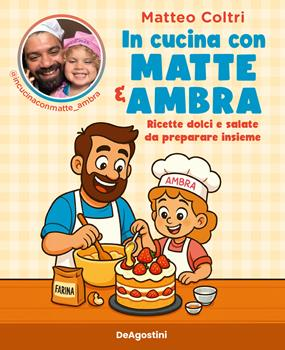 Matteo Coltri
In cucina con
MATTE
& AMBRA
Ricette dolci e salate
da preparare insieme
@incucinaconmatte_ambra
AMBRA
FARINA
DeAgostini